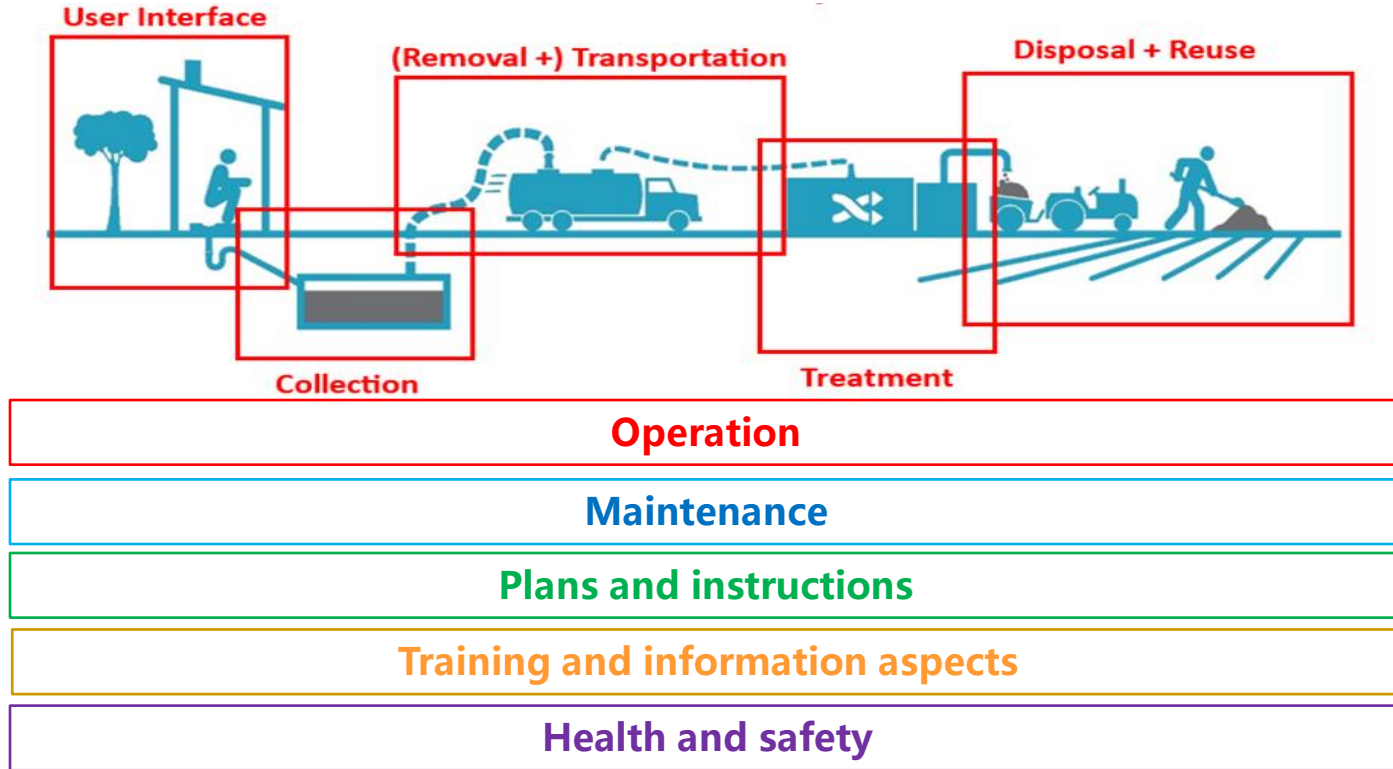 User Interface
(Removal +) Transportation
Disposal + Reuse
Collection
Treatment
Operation
Maintenance
Plans and instructions
Training and information aspects
Health and safety